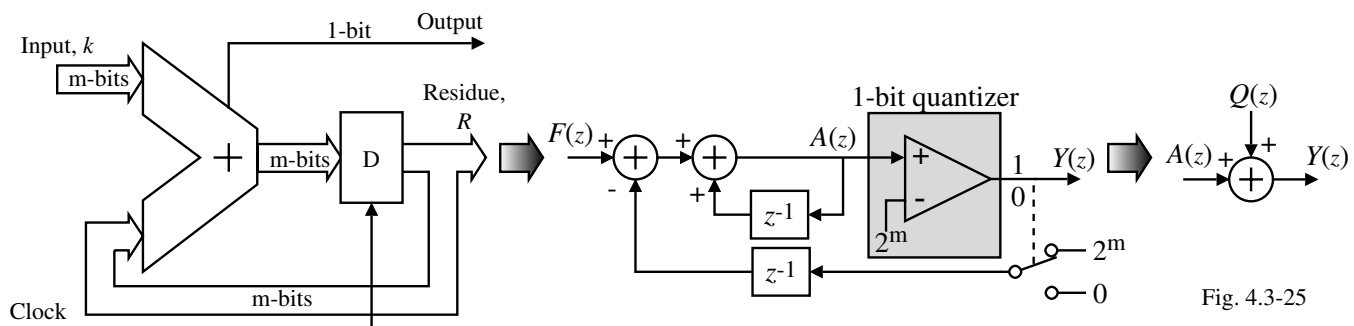 Input, k
m-bits
1-bit
Output
+
m-bits
D
Residue,
R
m-bits
Clock
F(z)
+
+
-
+
+
+
A(z)
z-1
z-1
1-bit quantizer
+
-
2m
1
0
Y(z)
2m
0
Q(z)
+
A(z)
+
+
Y(z)
Fig. 4.3-25